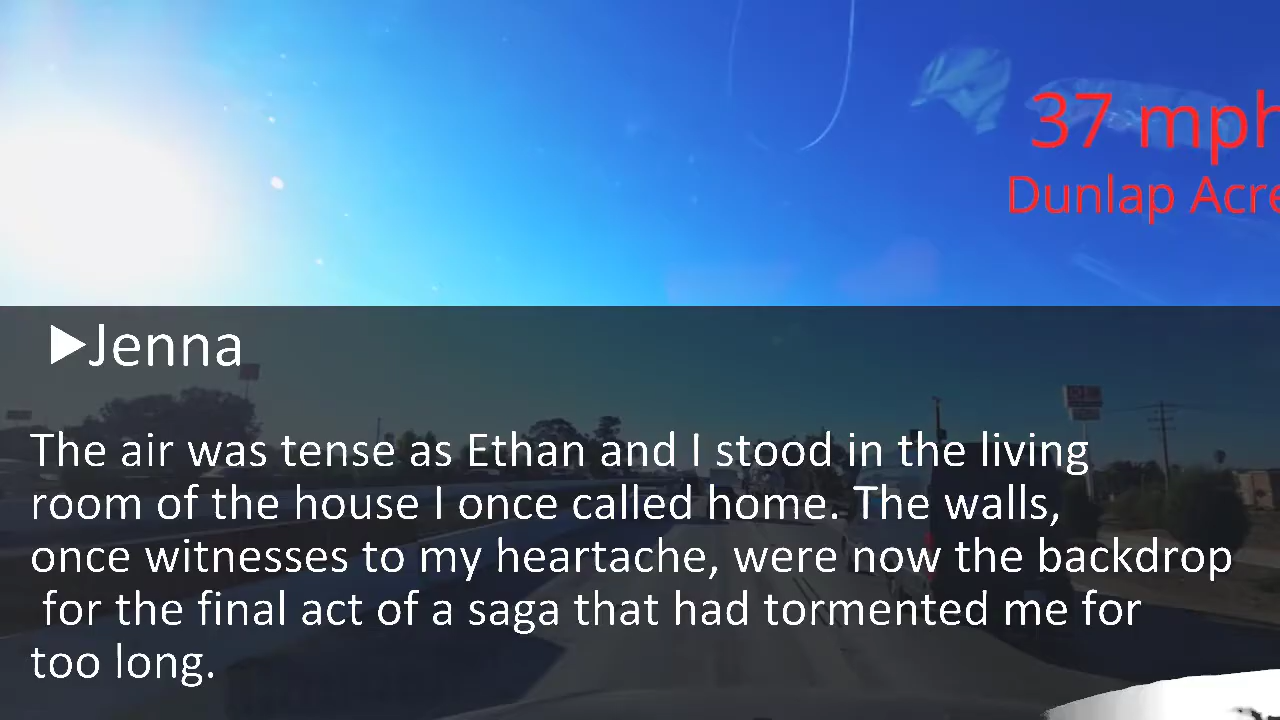 37 mph
Dunlap Acre
▶Jenna
The air was tense as Ethan and I stood in the living
room of the house I once called home. The walls,
once witnesses to my heartache, were now the backdrop
for the final act of a saga that had tormented me for
too long.